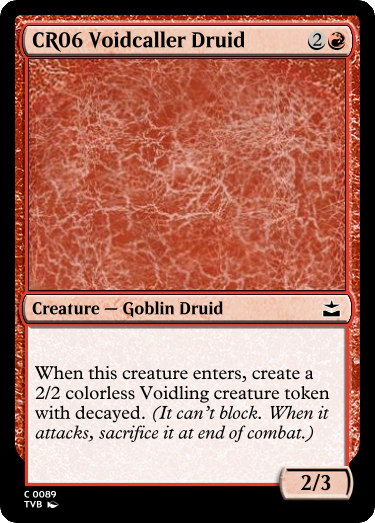 CR06 Voidcaller Druid 2
Creature — Goblin Druid
When this creature enters, create a
2/2 colorless Voidling creature token
with decayed. (It can't block. When it
attacks, sacrifice it at end of combat.)
2/3
C 0089
TVB